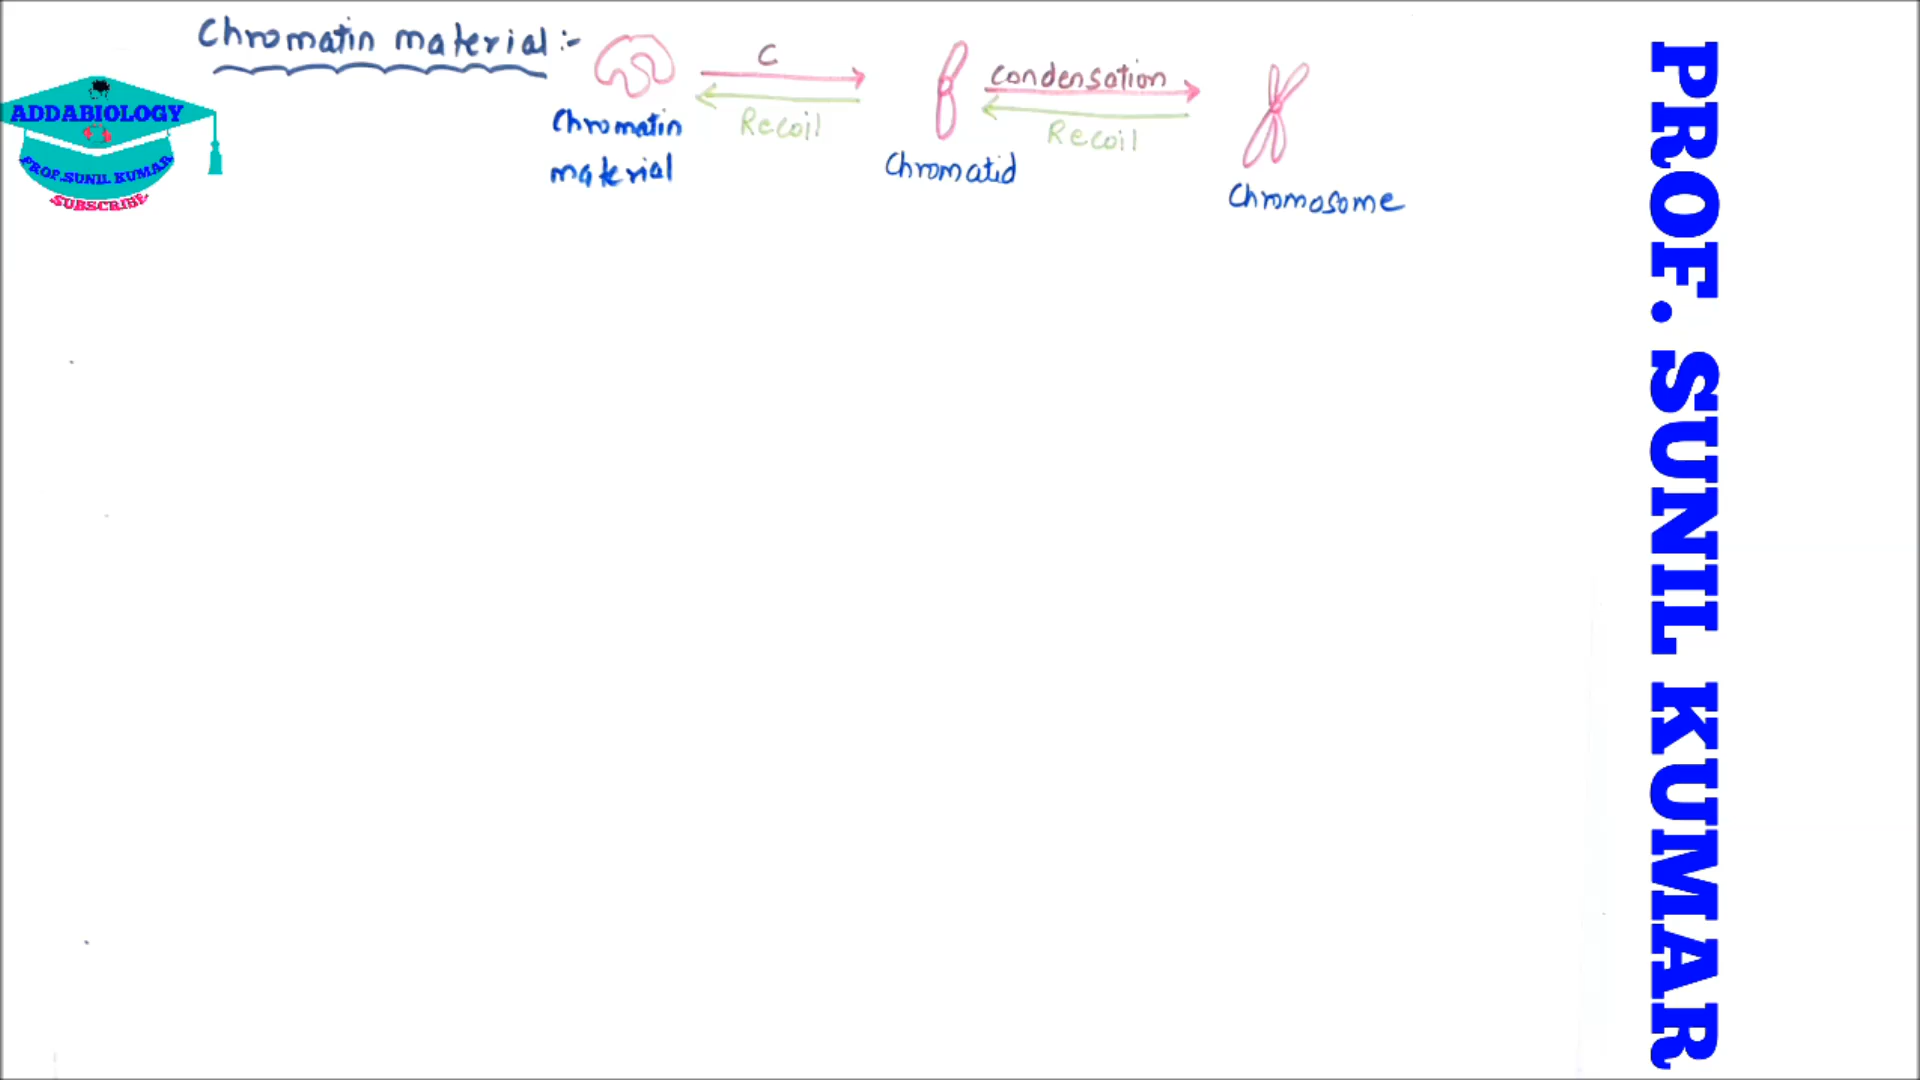 Chromatin material :-
C
Condensation
ADDABIOLOGY
Chromatin
material
Recoil
Recoil
PROF.SUNIL KUMAR
Chromatid
SUBSCRIBE
Chromosome
PROF. SUNIL KUMAR